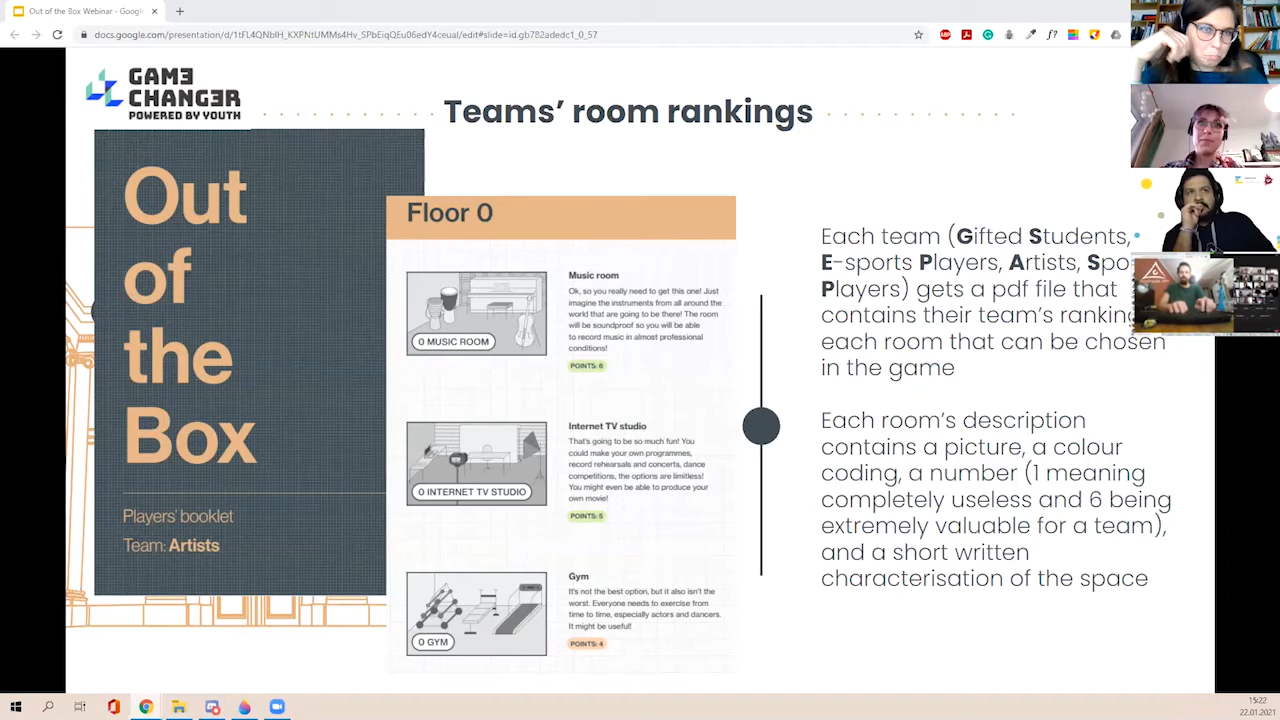 Out of the Box Webinar - Googl
docs.google.com/presentation/d/1tFL4QNbIH_KXPNtUMMs4Hv_SPbEiqQEu06edY4ceujI/edit#slide=id.gb782adedc1_0_57
GAME
CHANGER
POWERED BY YOUTH
Teams’ room rankings
Out
of
the
Box
Players’ booklet
Team: Artists
Floor 0
0 MUSIC ROOM
Music room
Ok, so you really need to get this one! Just
imagine the instruments from all around the
world that are going to be there! The room
will be soundproof so you will be able
to record music in almost professional
conditions!
POINTS: 6
0 INTERNET TV STUDIO
Internet TV studio
That's going to be so much fun! You
could make your own programmes,
record rehearsals and concerts, dance
competitions, the options are limitless!
You might even be able to produce your
own movie!
POINTS: 5
0 GYM
Gym
It's not the best option, but it also isn't the
worst. Everyone needs to exercise from
time to time, especially actors and dancers.
It might be useful!
POINTS: 4
Each team (Gifted Students,
E-sports Players, Artists, Spo
Players) gets a pdf file that
contains their team’s ranking
each room that can be chosen
in the game
Each room’s description
contains a picture, a colour
coding, a number (1 meaning
completely useless and 6 being
extremely valuable for a team),
and a short written
characterisation of the space
15:22
22.01.2021